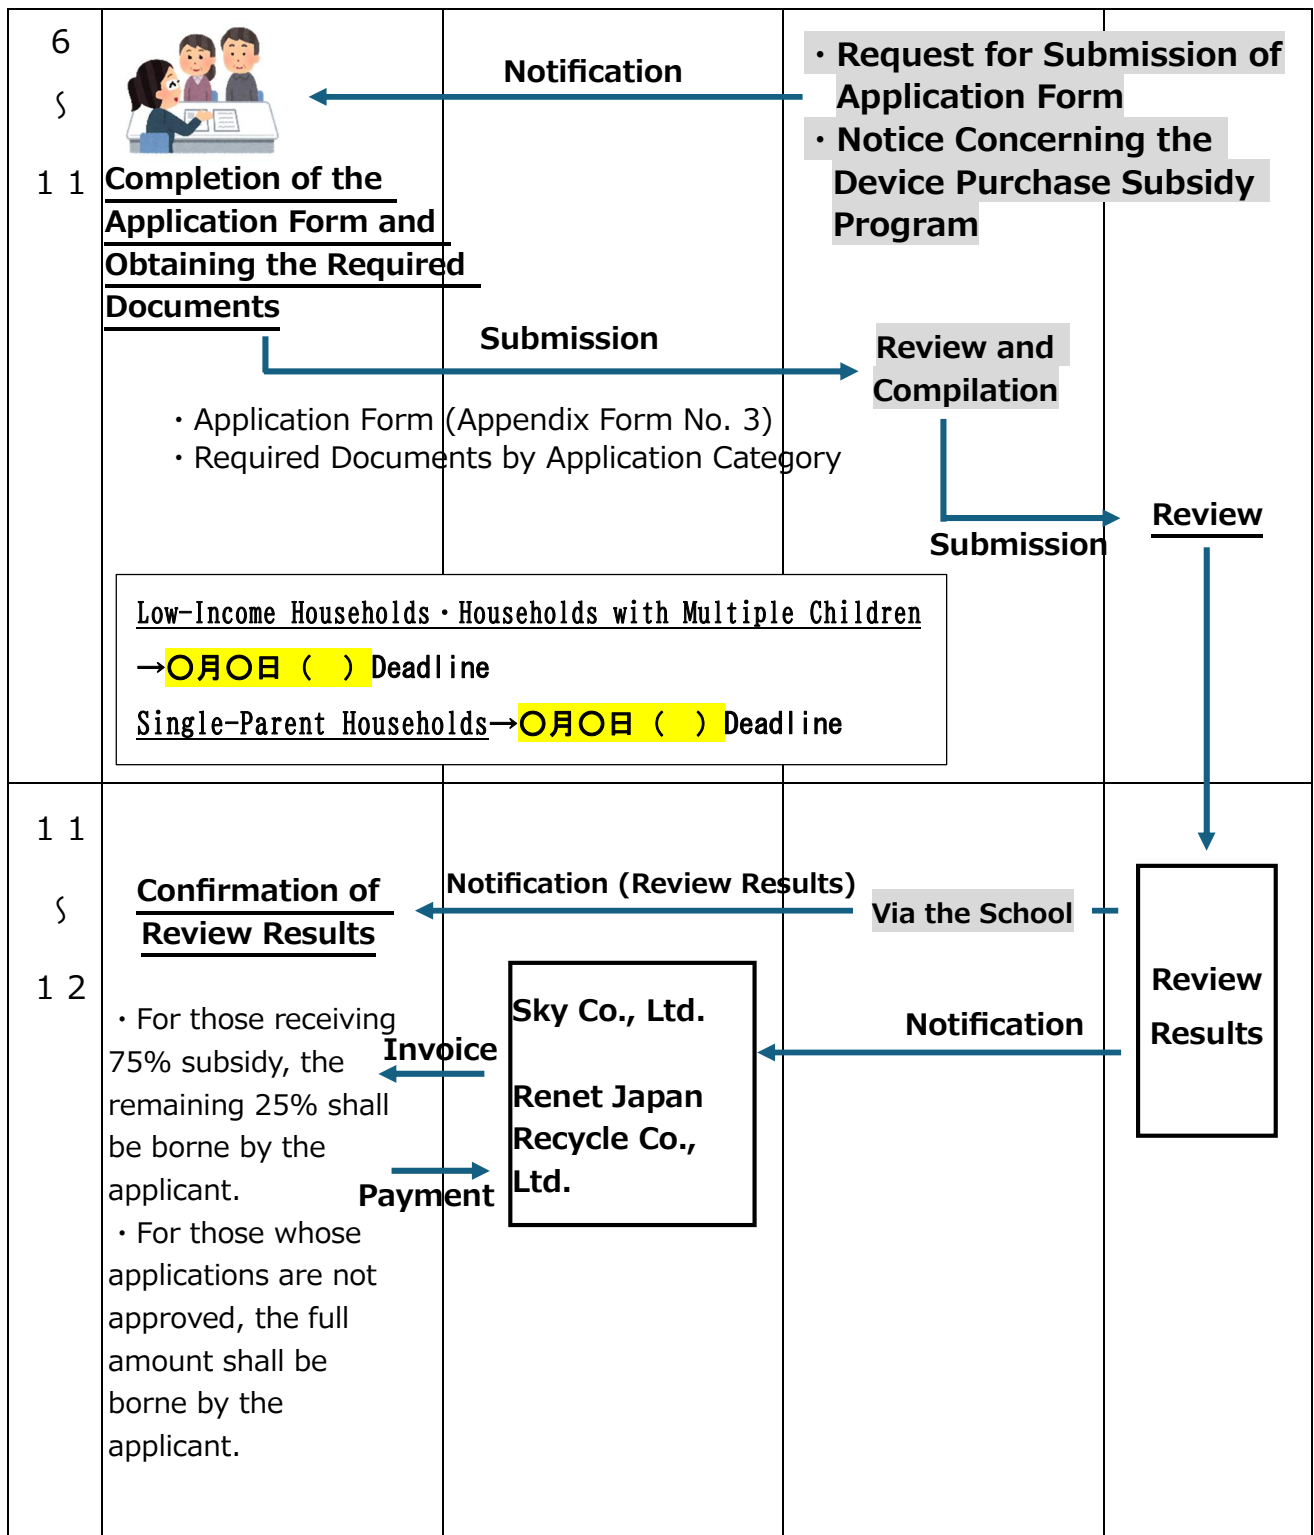 6
〜
１１
Notification
・Request for Submission of
Application Form
・Notice Concerning the
Device Purchase Subsidy
Program
Completion of the
Application Form and
Obtaining the Required
Documents
Submission
Review and
Compilation
・Application Form (Appendix Form No. 3)
・Required Documents by Application Category
Submission
Review
Low-Income Households・Households with Multiple Children
→〇月〇日（　）Deadline
Single-Parent Households→〇月〇日（　）Deadline
１１
〜
１２
Confirmation of
Review Results
Notification (Review Results)
Via the School
Review
Results
Notification
Sky Co., Ltd.
Renet Japan
Recycle Co.,
Ltd.
Invoice
Payment
・For those receiving
75% subsidy, the
remaining 25% shall
be borne by the
applicant.
・For those whose
applications are not
approved, the full
amount shall be
borne by the
applicant.